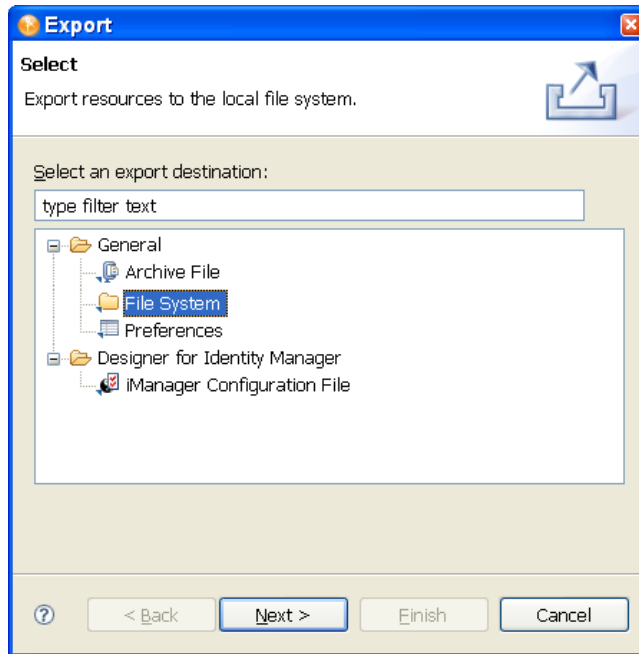 Export
Select
Export resources to the local file system.
Select an export destination:
type filter text
General
Archive File
File System
Preferences
Designer for Identity Manager
iManager Configuration File
? < Back Next > Finish Cancel